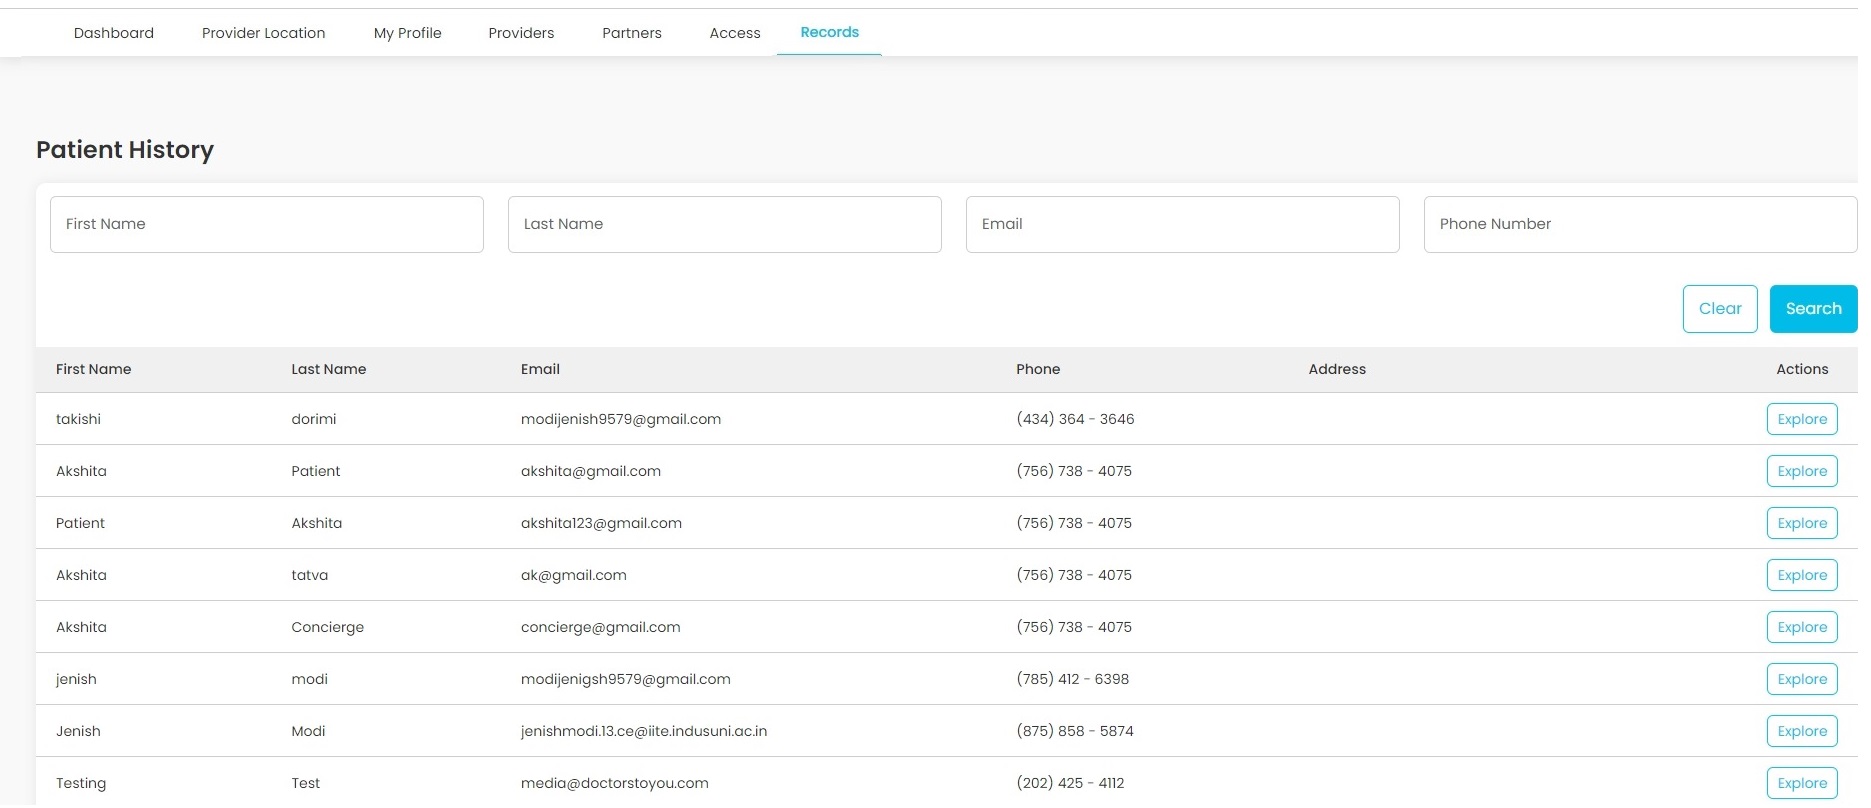 Dashboard Provider Location My Profile Providers Partners Access Records
Patient History
First Name Last Name Email Phone Number
Clear Search
First Name Last Name Email Phone Address Actions
takishi dorimi modijenish9579@gmail.com (434) 364 - 3646 Explore
Akshita Patient akshita@gmail.com (756) 738 - 4075 Explore
Patient Akshita akshita123@gmail.com (756) 738 - 4075 Explore
Akshita tatva ak@gmail.com (756) 738 - 4075 Explore
Akshita Concierge concierge@gmail.com (756) 738 - 4075 Explore
jenish modi modijenigsh9579@gmail.com (785) 412 - 6398 Explore
Jenish Modi jenishmodi.13.ce@iite.indusuni.ac.in (875) 858 - 5874 Explore
Testing Test media@doctorstoyou.com (202) 425 - 4112 Explore